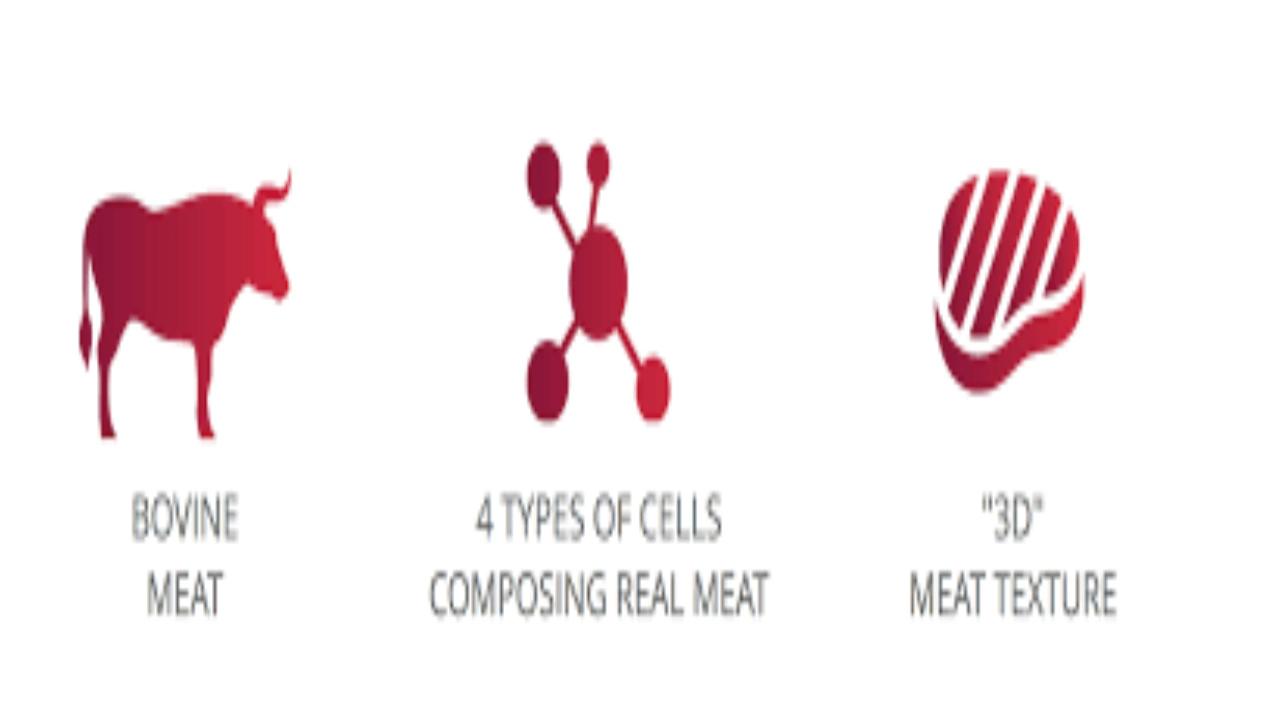 BOVINE
MEAT
4 TYPES OF CELLS
COMPOSING REAL MEAT
"3D"
MEAT TEXTURE